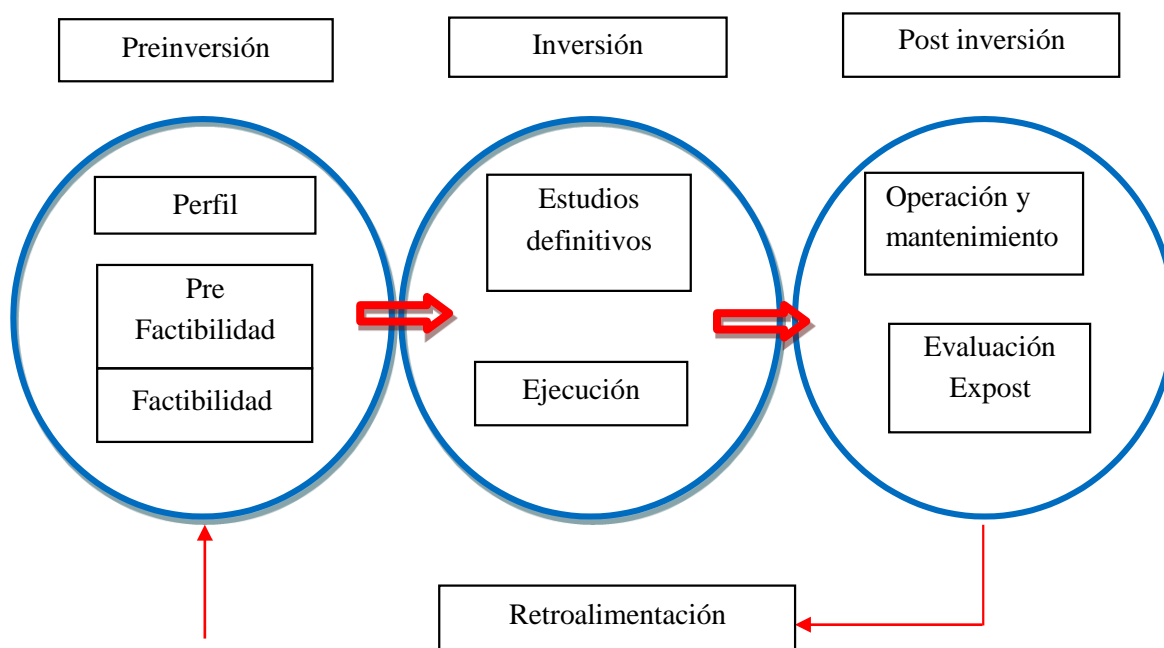 Preinversión
Inversión
Post inversión
Perfil
Pre
Factibilidad
Factibilidad
Estudios
definitivos
Ejecución
Operación y
mantenimiento
Evaluación
Expost
Retroalimentación